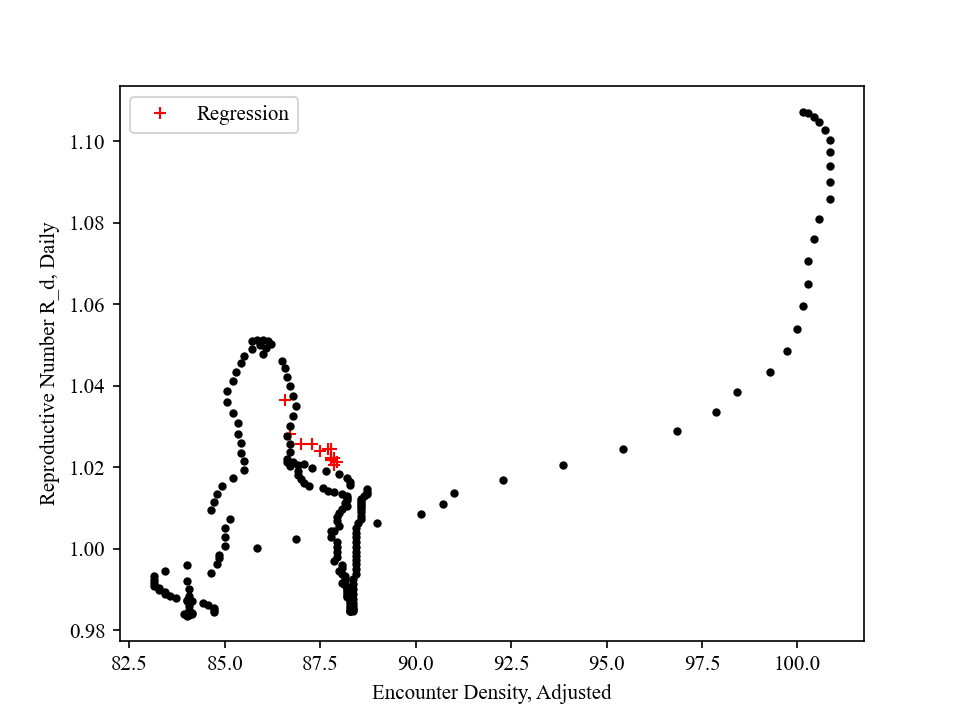 Regression
1.10
1.08
1.06
1.04
1.02
1.00
0.98
Reproductive Number R_d, Daily
82.5 85.0 87.5 90.0 92.5 95.0 97.5 100.0
Encounter Density, Adjusted